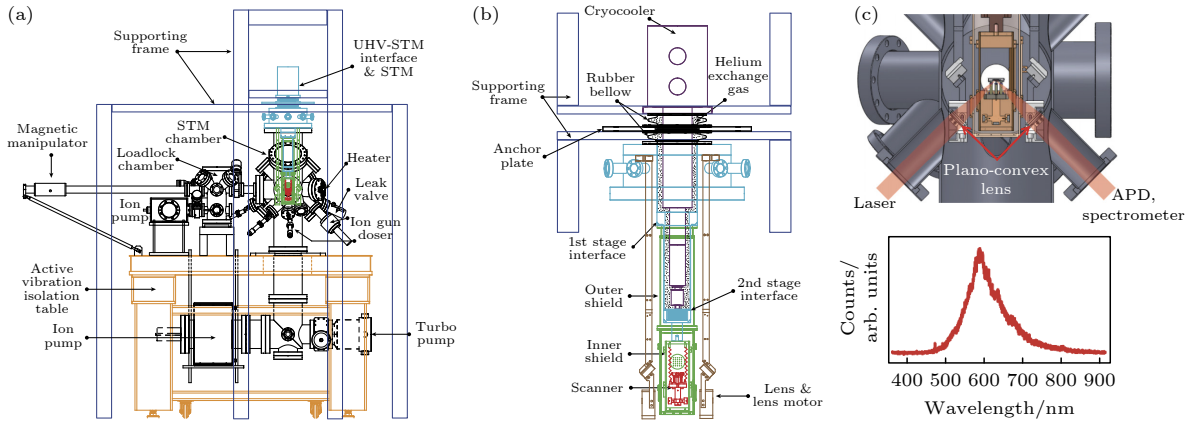 (a)
Supporting
frame
UHV-STM
interface
& STM
STM
chamber
Magnetic
manipulator
Loadlock
chamber
Heater
Leak
valve
Ion
pump
Ion gun
doser
Active
vibration
isolation
table
Ion
pump
Turbo
pump
(b)
Cryocooler
Helium
exchange
gas
Rubber
bellow
Supporting
frame
Anchor
plate
1st stage
interface
Outer
shield
2nd stage
interface
Inner
shield
Scanner
Lens &
lens motor
(c)
Plano-convex
lens
Laser
APD,
spectrometer
Counts/
arb. units
400 500 600 700 800 900
Wavelength/nm